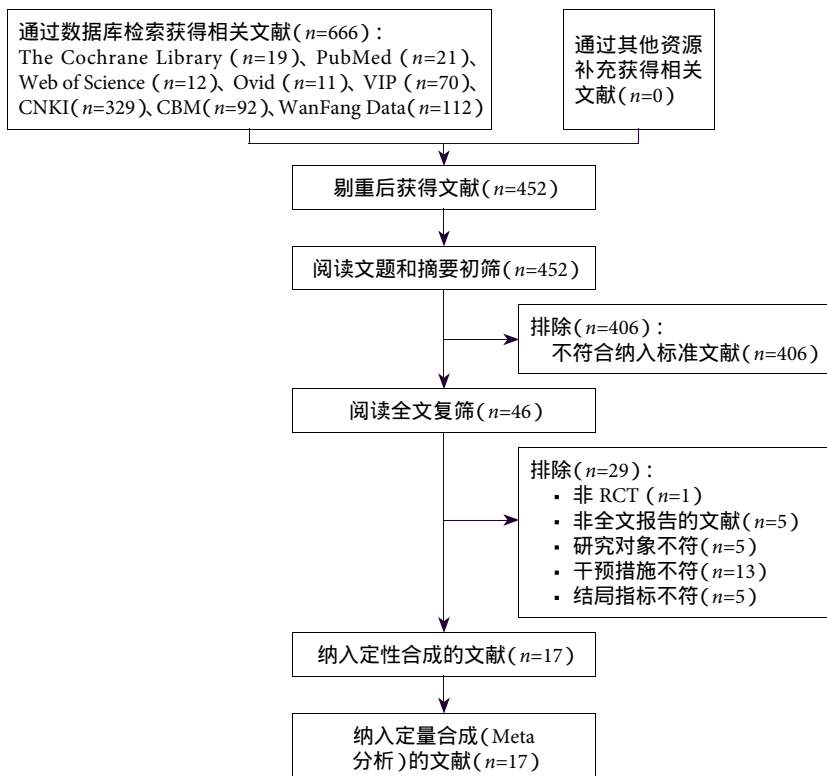 通过数据库检索获得相关文献(n=666)：
The Cochrane Library (n=19)、PubMed (n=21)、
Web of Science (n=12)、Ovid (n=11)、VIP (n=70)、
CNKI(n=329)、CBM(n=92)、WanFang Data(n=112)
通过其他资源
补充获得相关
文献(n=0)
剔重后获得文献(n=452)
阅读文题和摘要初筛(n=452)
排除(n=406)：
不符合纳入标准文献(n=406)
阅读全文复筛(n=46)
排除(n=29)：
▪ 非 RCT (n=1)
▪ 非全文报告的文献(n=5)
▪ 研究对象不符(n=5)
▪ 干预措施不符(n=13)
▪ 结局指标不符(n=5)
纳入定性合成的文献(n=17)
纳入定量合成(Meta
分析)的文献(n=17)